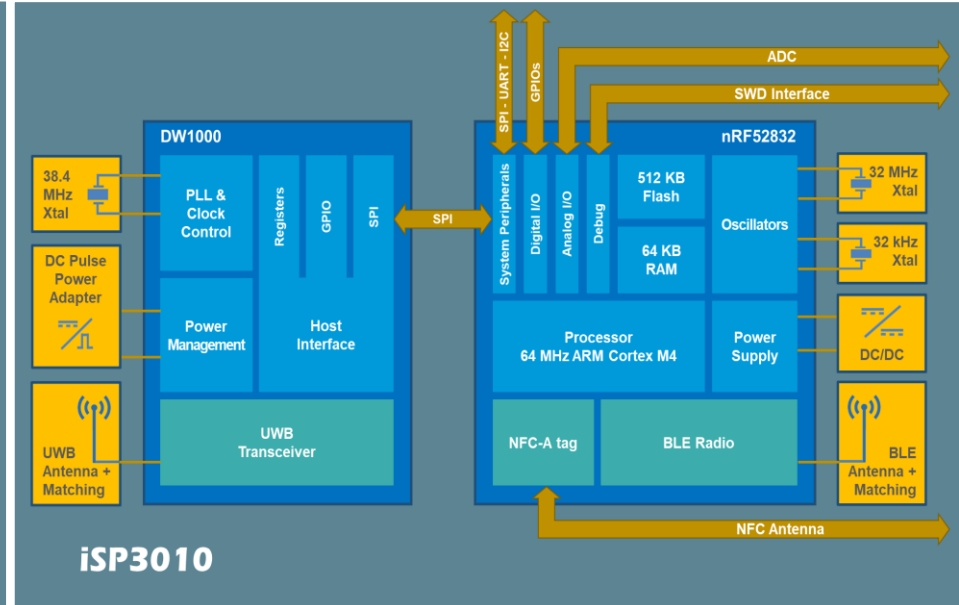 SPI - UART - I2C
GPIOs
ADC
SWD Interface
DW1000
nRF52832
38.4
MHz
Xtal
PLL &
Clock
Control
Registers
GPIO
SPI
SPI
System Peripherals
Digital I/O
Analog I/O
Debug
512 KB
Flash
64 KB
RAM
Oscillators
32 MHz
Xtal
32 kHz
Xtal
DC Pulse
Power
Adapter
Power
Management
Host
Interface
Processor
64 MHz ARM Cortex M4
Power
Supply
DC/DC
UWB
Antenna +
Matching
UWB
Transceiver
NFC-A tag
BLE Radio
BLE
Antenna +
Matching
NFC Antenna
iSP3010